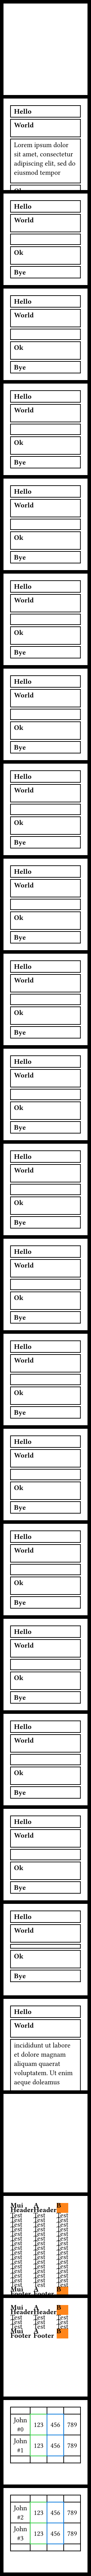 Hello
World
Lorem ipsum dolor
sit amet, consectetur
adipiscing elit, sed do
eiusmod tempor
Ok
Hello
World
Ok
Bye
Hello
World
Ok
Bye
Hello
World
Ok
Bye
Hello
World
Ok
Bye
Hello
World
Ok
Bye
Hello
World
Ok
Bye
Hello
World
Ok
Bye
Hello
World
Ok
Bye
Hello
World
Ok
Bye
Hello
World
Ok
Bye
Hello
World
Ok
Bye
Hello
World
Ok
Bye
Hello
World
Ok
Bye
Hello
World
Ok
Bye
Hello
World
Ok
Bye
Hello
World
Ok
Bye
Hello
World
Ok
Bye
Hello
World
Ok
Bye
Hello
World
Ok
Bye
Hello
World
incididunt ut labore
et dolore magnam
aliquam quaerat
voluptatem. Ut enim
aeque doleamus
Mui A B
Header Header
Test Test Test
Test Test Test
Test Test Test
Test Test Test
Test Test Test
Test Test Test
Test Test Test
Test Test Test
Test Test Test
Test Test Test
Test Test Test
Test Test Test
Test Test Test
Mui A B
Footer Footer
Mui A B
Header Header
Test Test Test
Test Test Test
Test Test Test
Mui A B
Footer Footer
John #0 123 456 789
John #1 123 456 789
John #2 123 456 789
John #3 123 456 789